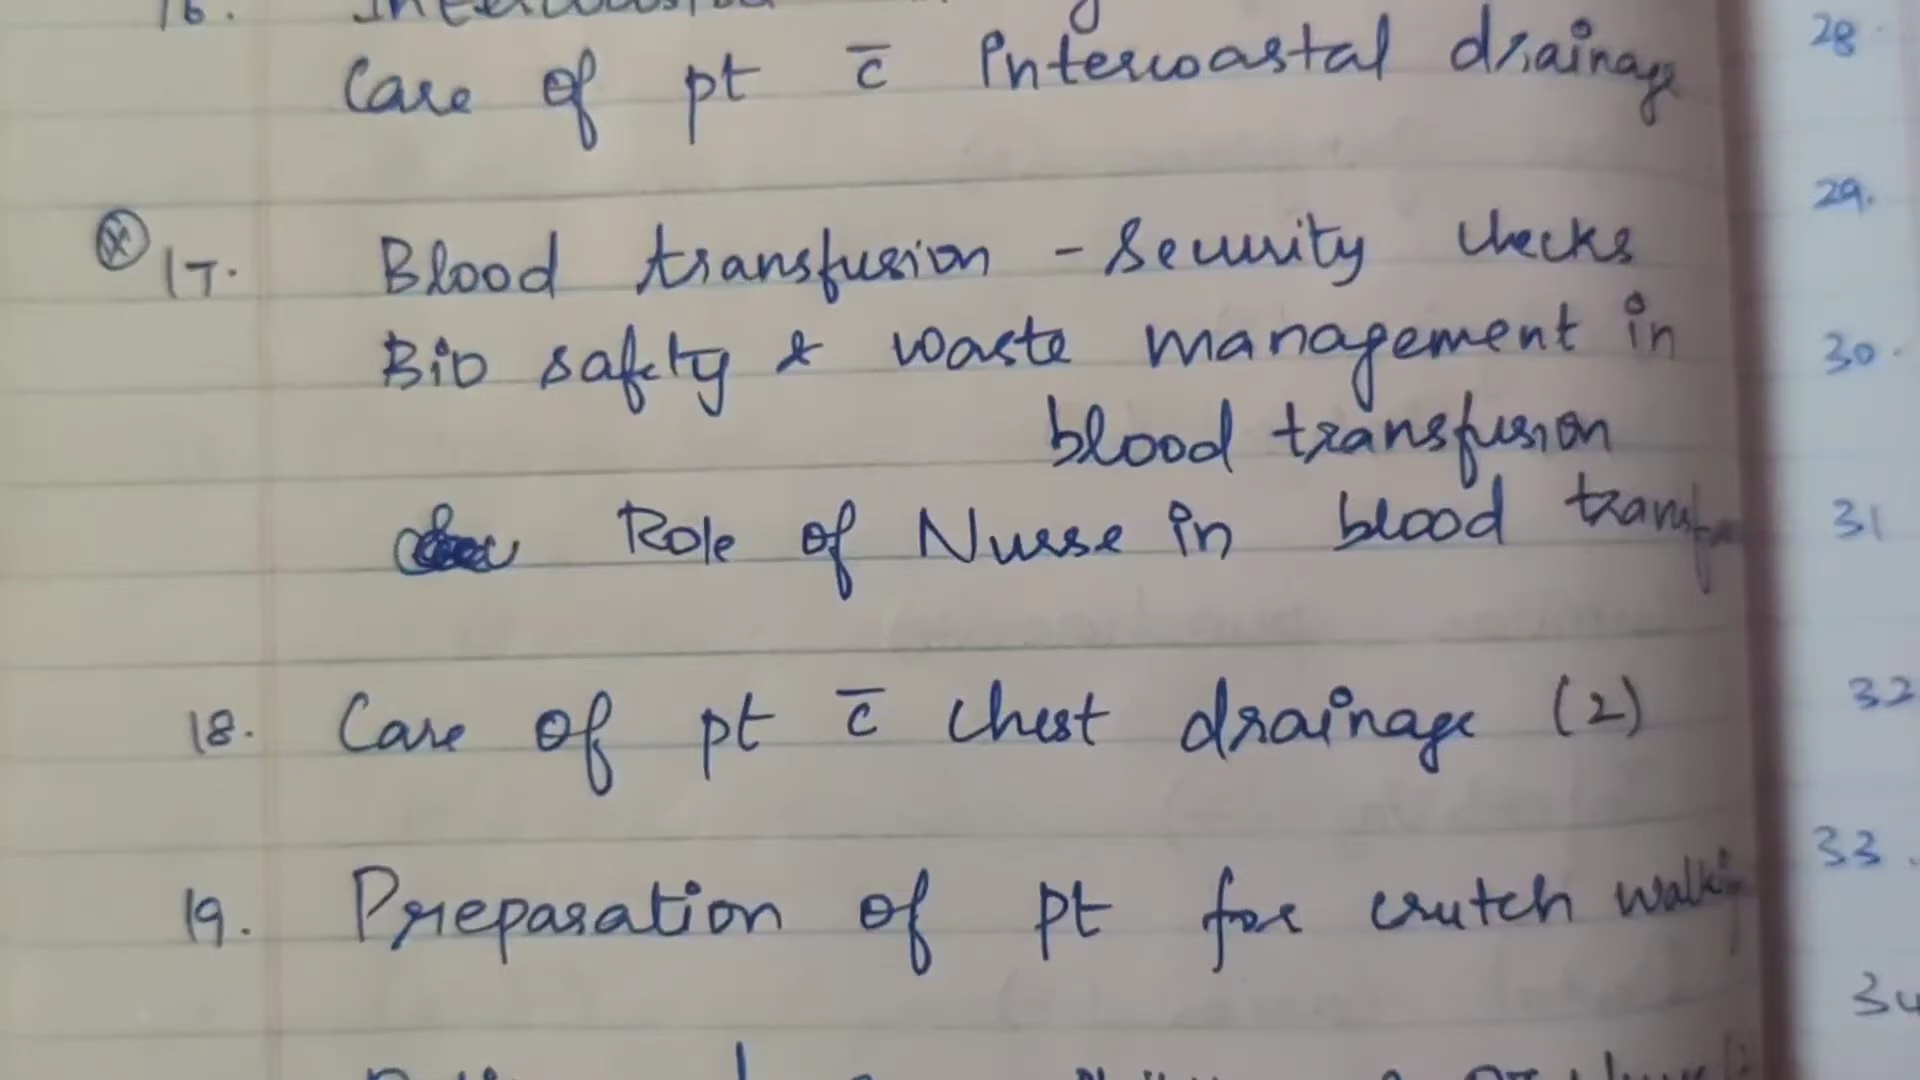 16.
Care of pt c̅ Intercoastal drainage
17. Blood transfusion - Security checks
Bio safety & waste management in
blood transfusion
Role of Nurse in blood
18. Care of pt c̅ chest drainage (2)
19. Preparation of pt for crutch
28.
29.
30.
31
32
33.